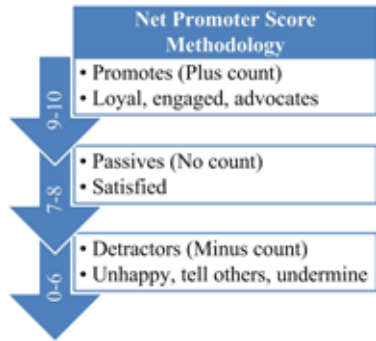 Net Promoter Score
Methodology
9-10
• Promotes (Plus count)
• Loyal, engaged, advocates
7-8
• Passives (No count)
• Satisfied
0-6
• Detractors (Minus count)
• Unhappy, tell others, undermine